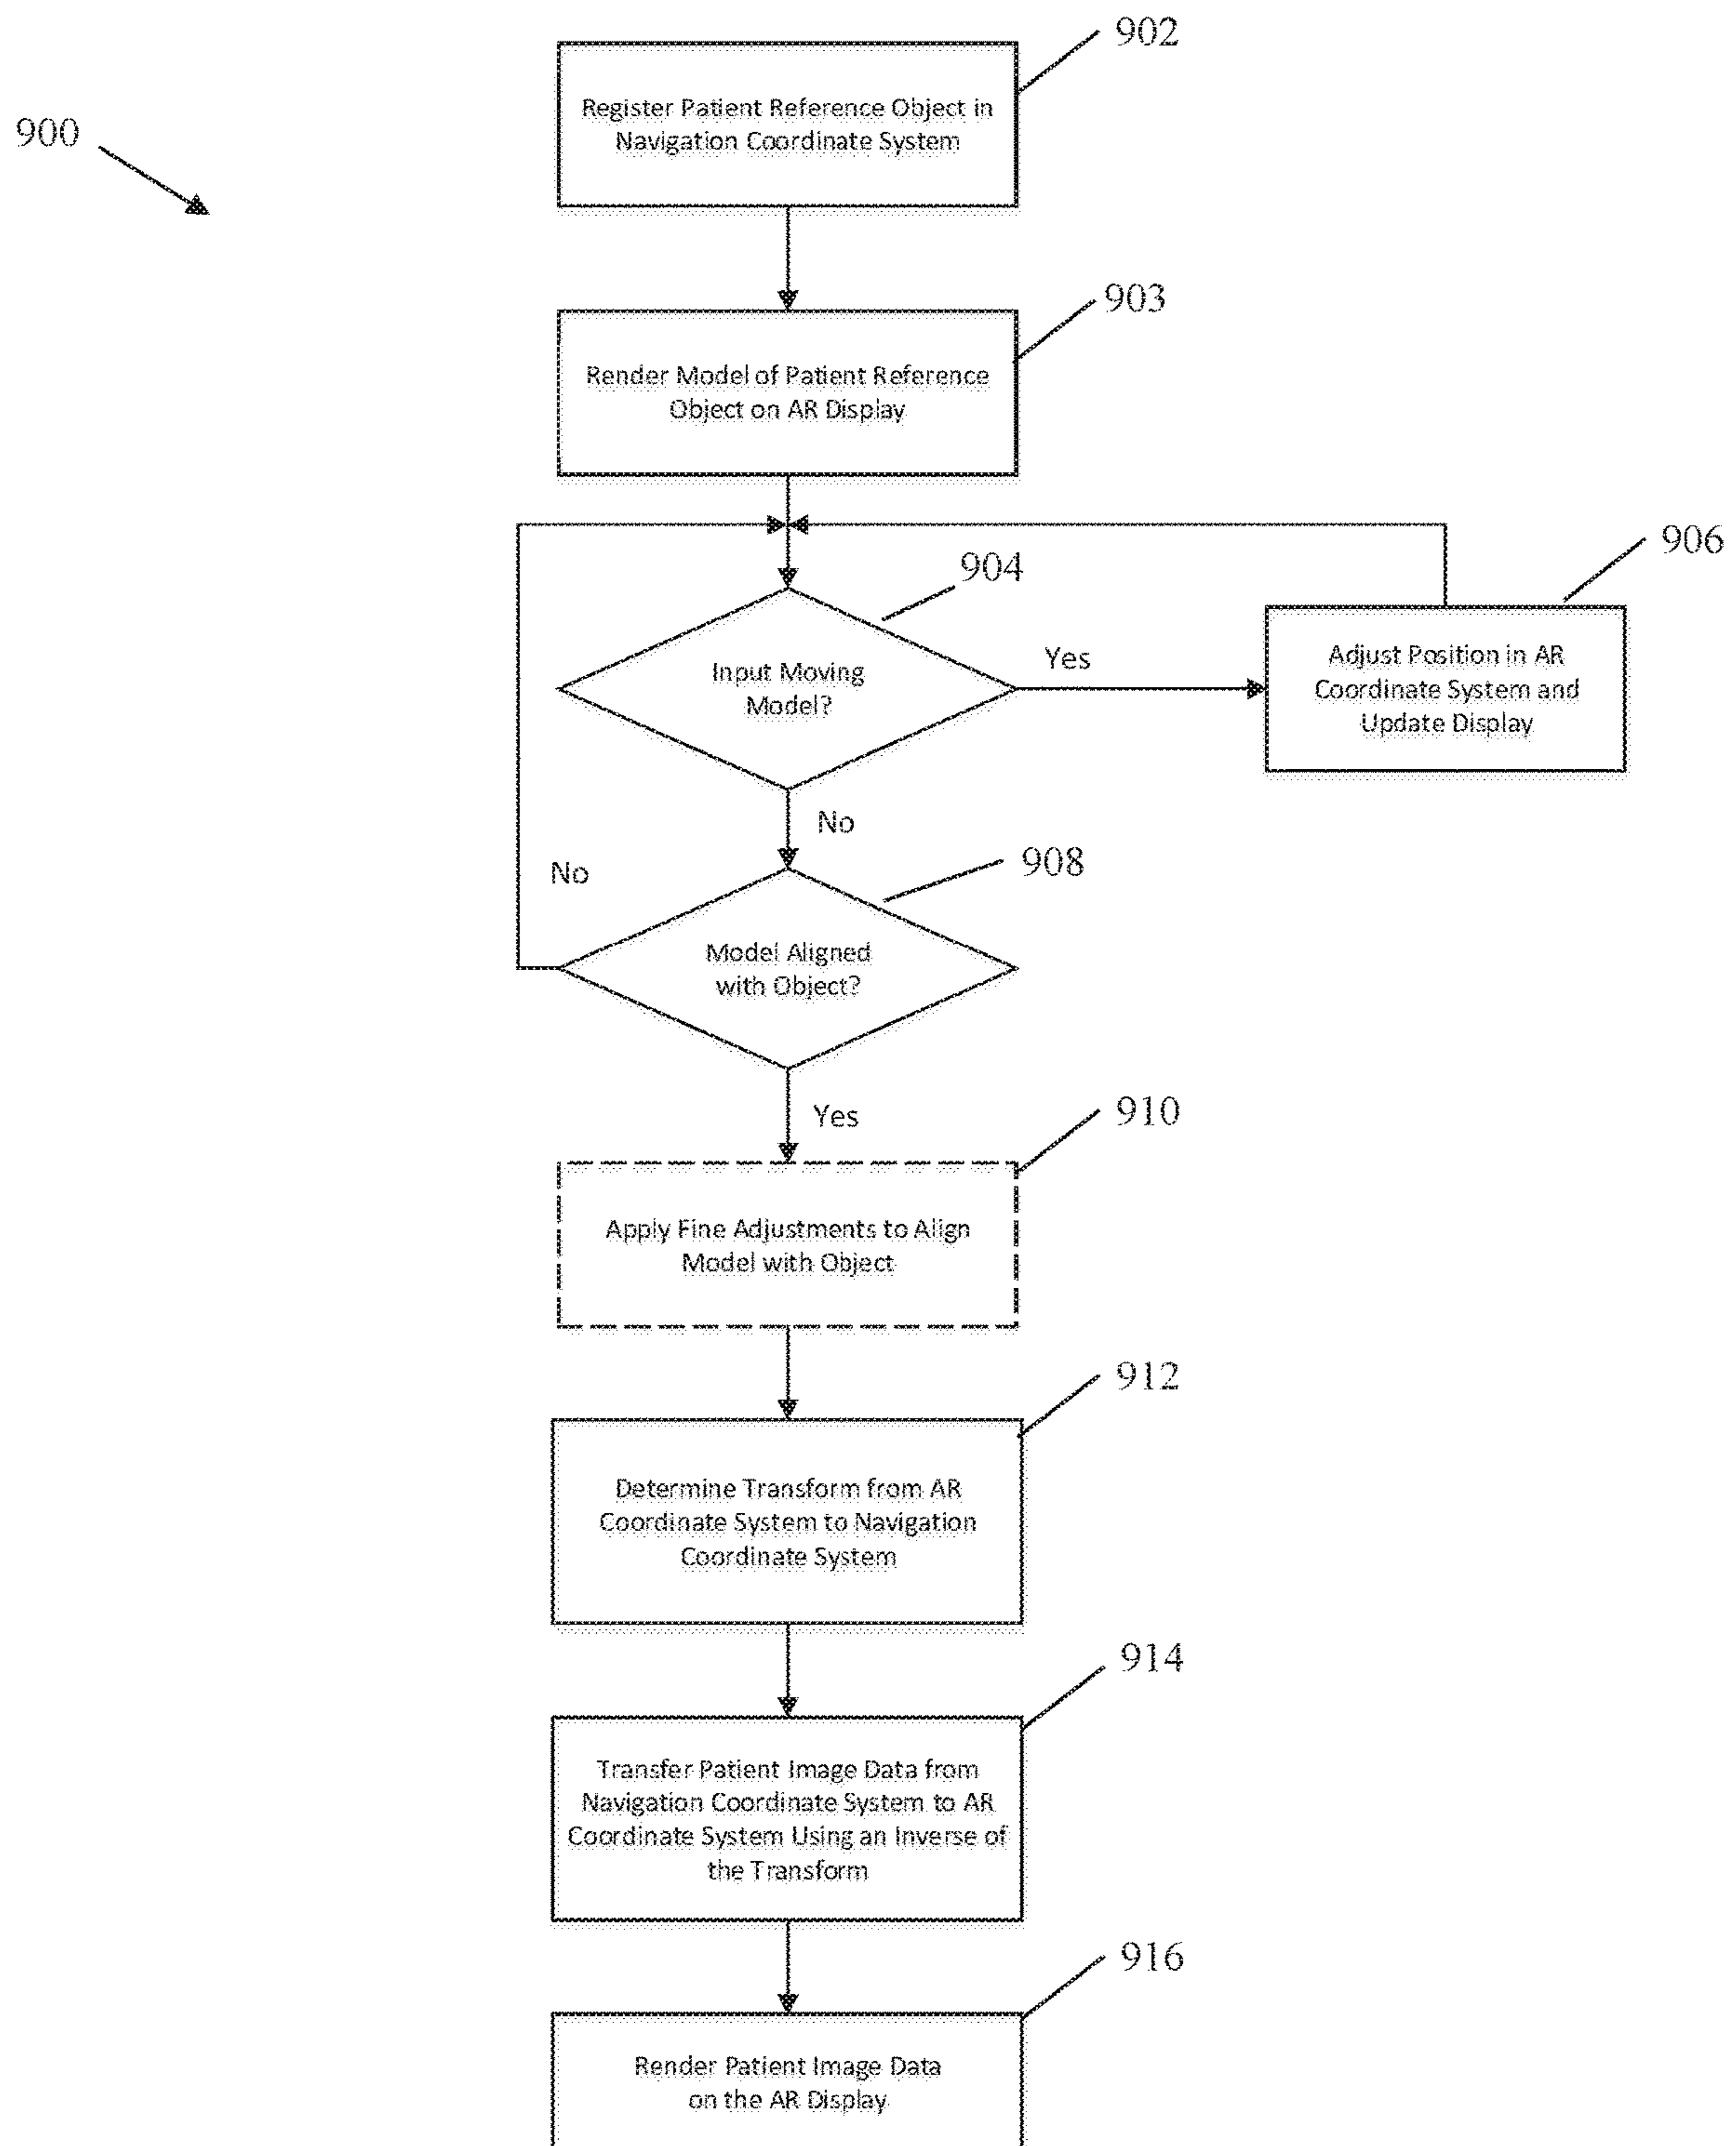 902
900
Register Patient Reference Object in
Navigation Coordinate System
903
Render Model of Patient Reference
Object on AR Display
906
904
Input Moving
Model?
Yes
Adjust Position in AR
Coordinate System and
Update Display
No
908
No
Model Aligned
with Object?
Yes
910
Apply Fine Adjustments to Align
Model with Object
912
Determine Transform from AR
Coordinate System to Navigation
Coordinate System
914
Transfer Patient Image Data from
Navigation Coordinate System to AR
Coordinate System Using an Inverse of
the Transform
916
Render Patient Image Data
on the AR Display